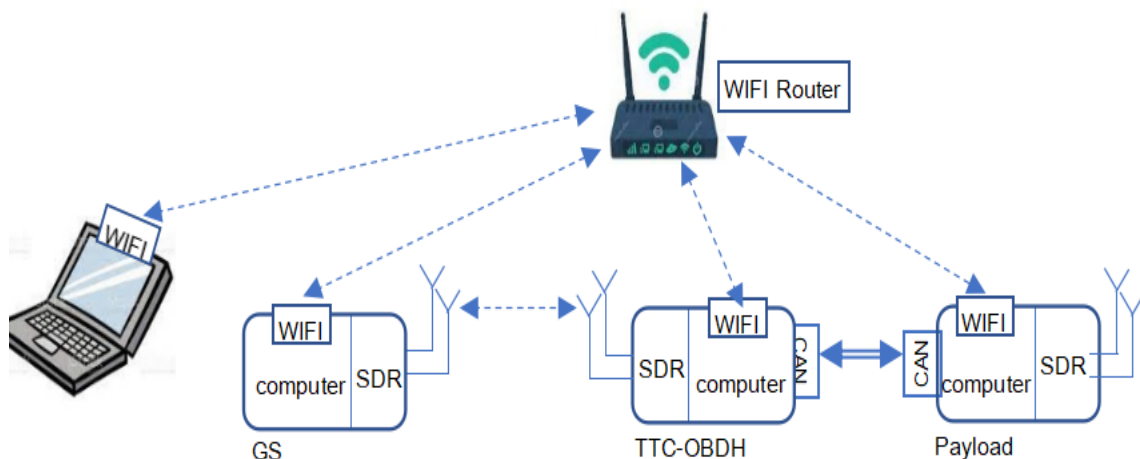 WIFI Router
WIFI
WIFI
computer
SDR
GS
SDR
WIFI
computer
CAN
TTC-OBDH
CAN
WIFI
computer
SDR
Payload